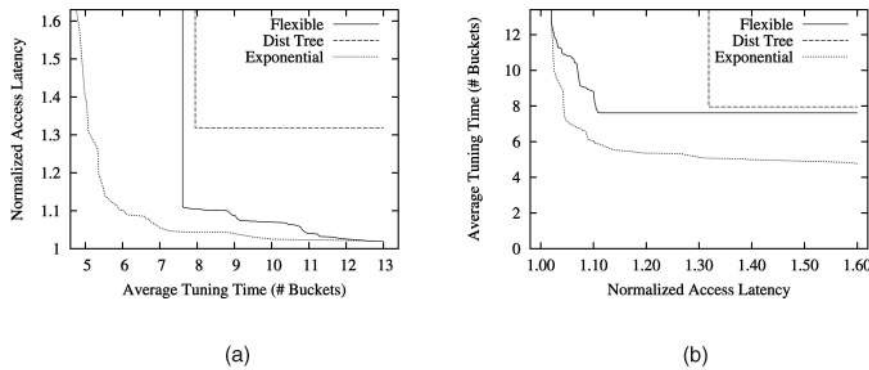 Normalized Access Latency
1.6
1.5
1.4
1.3
1.2
1.1
1
Flexible
Dist Tree
Exponential
5 6 7 8 9 10 11 12 13
Average Tuning Time (# Buckets)
(a)
Average Tuning Time (# Buckets)
12
10
8
6
4
2
0
Flexible
Dist Tree
Exponential
1.00 1.10 1.20 1.30 1.40 1.50 1.60
Normalized Access Latency
(b)